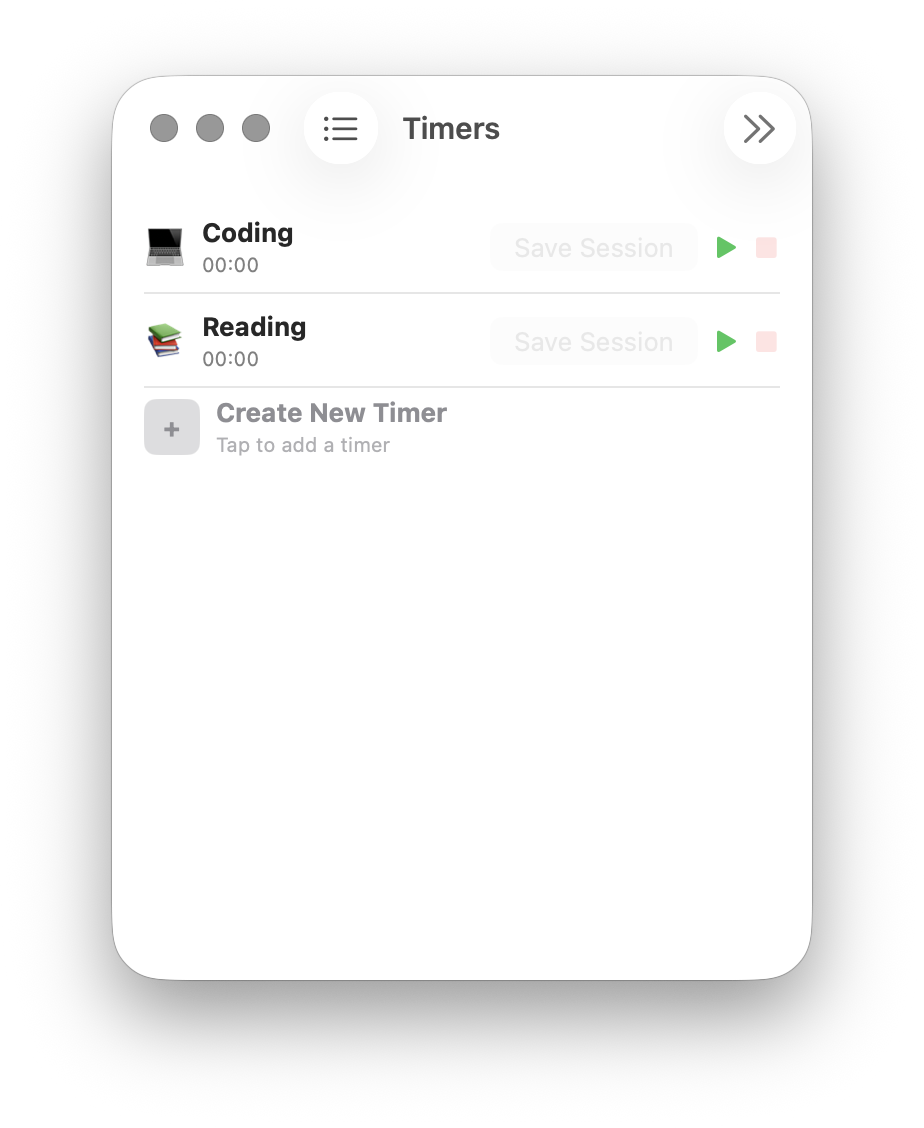 Timers
Coding
00:00
Save Session
Reading
00:00
Save Session
Create New Timer
Tap to add a timer